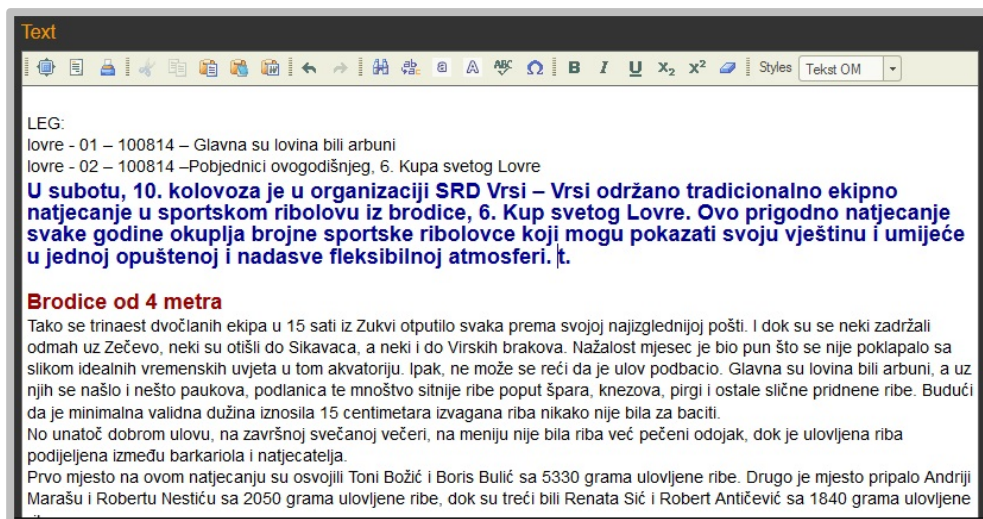 Text
Styles Tekst OM
LEG:
lovre - 01 – 100814 – Glavna su lovina bili arbuni
lovre - 02 – 100814 –Pobjednici ovogodišnjeg, 6. Kupa svetog Lovre
U subotu, 10. kolovoza je u organizaciji SRD Vrsi – Vrsi održano tradicionalno ekipno
natjecanje u sportskom ribolovu iz brodice, 6. Kup svetog Lovre. Ovo prigodno natjecanje
svake godine okuplja brojne sportske ribolovce koji mogu pokazati svoju vještinu i umijeće
u jednoj opuštenoj i nadasve fleksibilnoj atmosferi. t.
Brodice od 4 metra
Tako se trinaest dvočlanih ekipa u 15 sati iz Zukvi otputilo svaka prema svojoj najizglednijoj pošti. I dok su se neki zadržali
odmah uz Zečevo, neki su otišli do Sikavaca, a neki i do Virskih brakova. Nažalost mjesec je bio pun što se nije poklapalo sa
slikom idealnih vremenskih uvjeta u tom akvatoriju. Ipak, ne može se reći da je ulov podbacio. Glavna su lovina bili arbuni, a uz
njih se našlo i nešto paukova, podlanica te mnoštvo sitnije ribe poput špara, knezova, pirgi i ostale slične pridnene ribe. Budući
da je minimalna validna dužina iznosila 15 centimetara izvagana riba nikako nije bila za baciti.
No unatoč dobrom ulovu, na završnoj svečanoj večeri, na meniju nije bila riba već pečeni odojak, dok je ulovljena riba
podijeljena između barkariola i natjecatelja.
Prvo mjesto na ovom natjecanju su osvojili Toni Božić i Boris Bulić sa 5330 grama ulovljene ribe. Drugo je mjesto pripalo Andriji
Marašu i Robertu Nestiću sa 2050 grama ulovljene ribe, dok su treći bili Renata Sić i Robert Antičević sa 1840 grama ulovljene